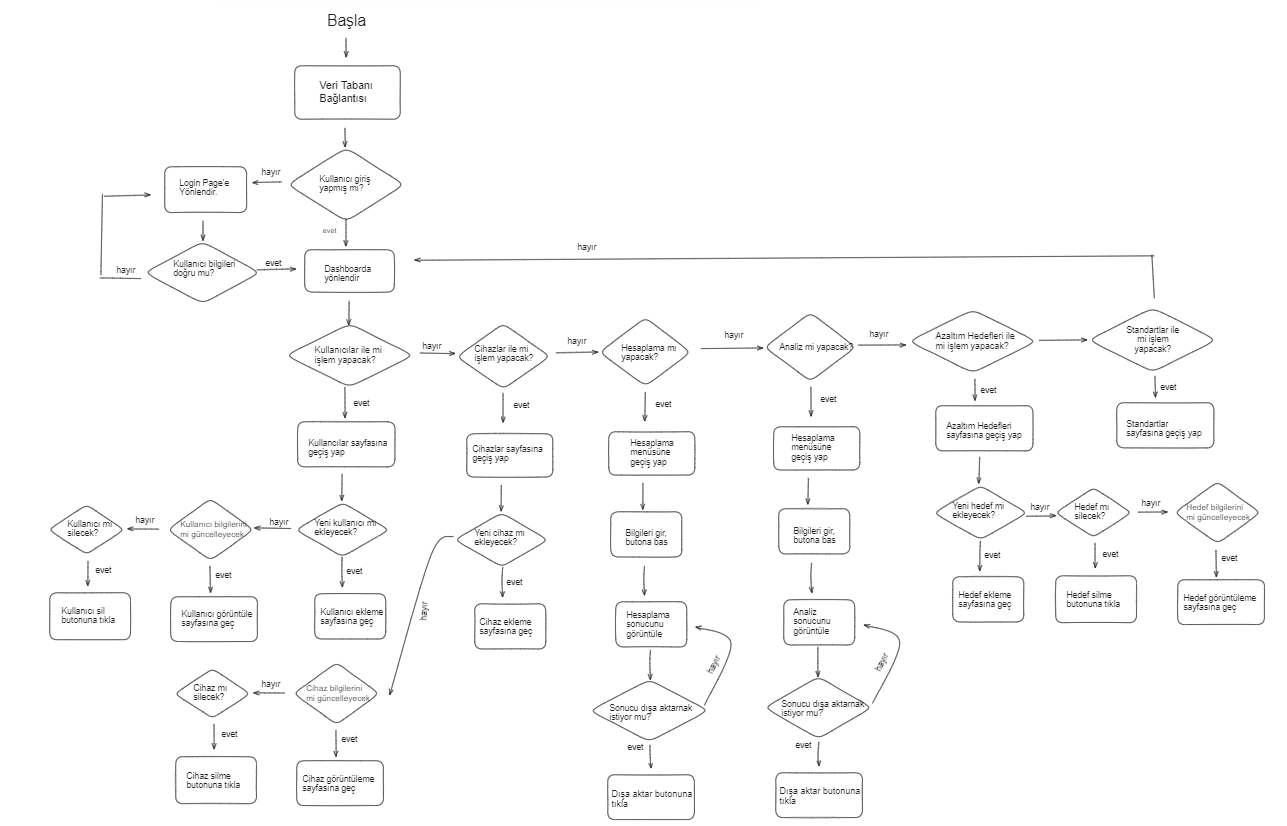 Başla
Veri Tabanı
Bağlantısı
Kullanıcı giriş
yapmış mı?
hayır
Login Page'e
Yönlendir.
evet
Kullanıcı bilgileri
doğru mu?
hayır
evet
Dashboarda
yönlendir
hayır
Kullanıcılar ile mi
işlem yapacak?
hayır
Cihazlar ile mi
işlem yapacak?
hayır
Hesaplama mı
yapacak?
hayır
Analiz mi yapacak?
hayır
Azaltım Hedefleri ile
mi işlem yapacak?
Standartlar ile
mi işlem
yapacak?
evet
evet
evet
evet
evet
evet
Kullancılar sayfasına
geçiş yap
Cihazlar sayfasına
geçiş yap
Hesaplama
menüsüne
geçiş yap
Hesaplama
menüsüne
geçiş yap
Azaltım Hedefleri
sayfasına geçiş yap
Standartlar
sayfasına geçiş yap
Kullanıcı mı
silecek?
hayır
Kullanıcı bilgilerini
mi güncelleyecek
hayır
Yeni kullanıcı mı
ekleyecek?
Yeni cihaz mı
ekleyecek?
Bilgileri gir,
butona bas
Bilgileri gir,
butona bas
Yeni hedef mi
ekleyecek?
hayır
Hedef mı
silecek?
hayır
Hedef bilgilerini
mi güncelleyecek
evet
evet
evet
evet
evet
evet
evet
Kullanıcı sil
butonuna tıkla
Kullanıcı görüntüle
sayfasına geç
Kullanıcı ekleme
sayfasına geç
hayır
Cihaz ekleme
sayfasına geç
Hesaplama
sonucunu
görüntüle
Analiz
sonucunu
görüntüle
Hedef ekleme
sayfasına geç
Hedef silme
butonuna tıkla
Hedef görüntüleme
sayfasına geç
Cihaz mı
silecek?
hayır
Cihaz bilgilerini
mi güncelleyecek
hayır
hayır
Sonucu dışa aktarnak
istiyor mu?
Sonucu dışa aktarnak
istiyor mu?
evet
evet
evet
evet
Cihaz silme
butonuna tıkla
Cihaz görüntüleme
sayfasına geç
Dışa aktar butonuna
tıkla
Dışa aktar butonuna
tıkla